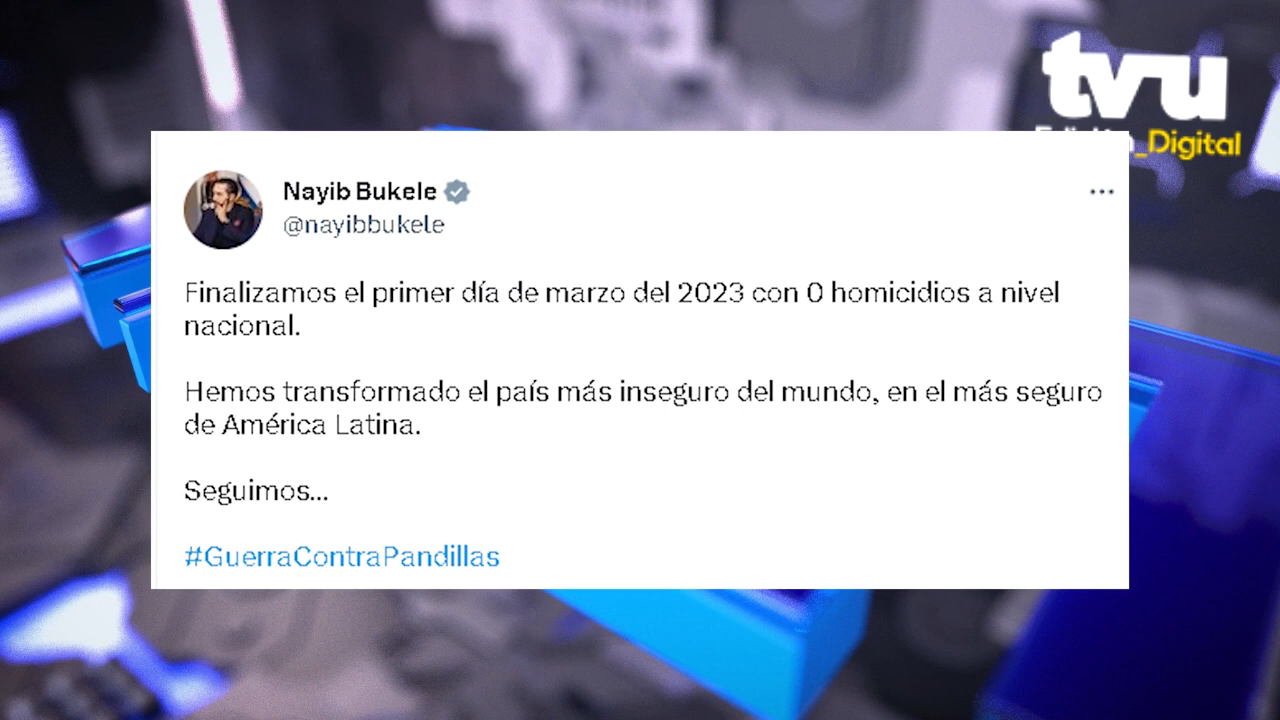 tvu
Edición_Digital
Nayib Bukele
@nayibbukele
Finalizamos el primer día de marzo del 2023 con 0 homicidios a nivel
nacional.
Hemos transformado el país más inseguro del mundo, en el más seguro
de América Latina.
Seguimos...
#GuerraContraPandillas